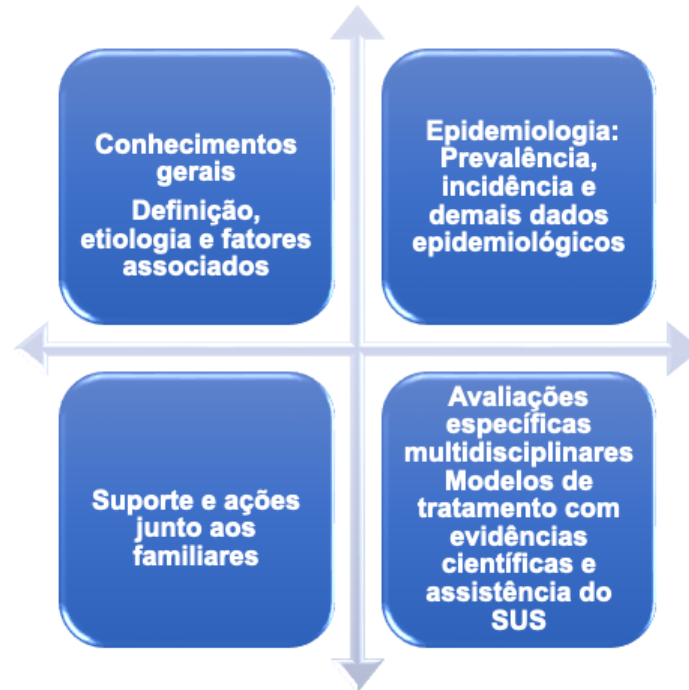 Conhecimentos
gerais
Definição,
etiologia e fatores
associados
Epidemiologia:
Prevalência,
incidência e
demais dados
epidemiológicos
Suporte e ações
junto aos
familiares
Avaliações
específicas
multidisciplinares
Modelos de
tratamento com
evidências
científicas e
assistência do
SUS